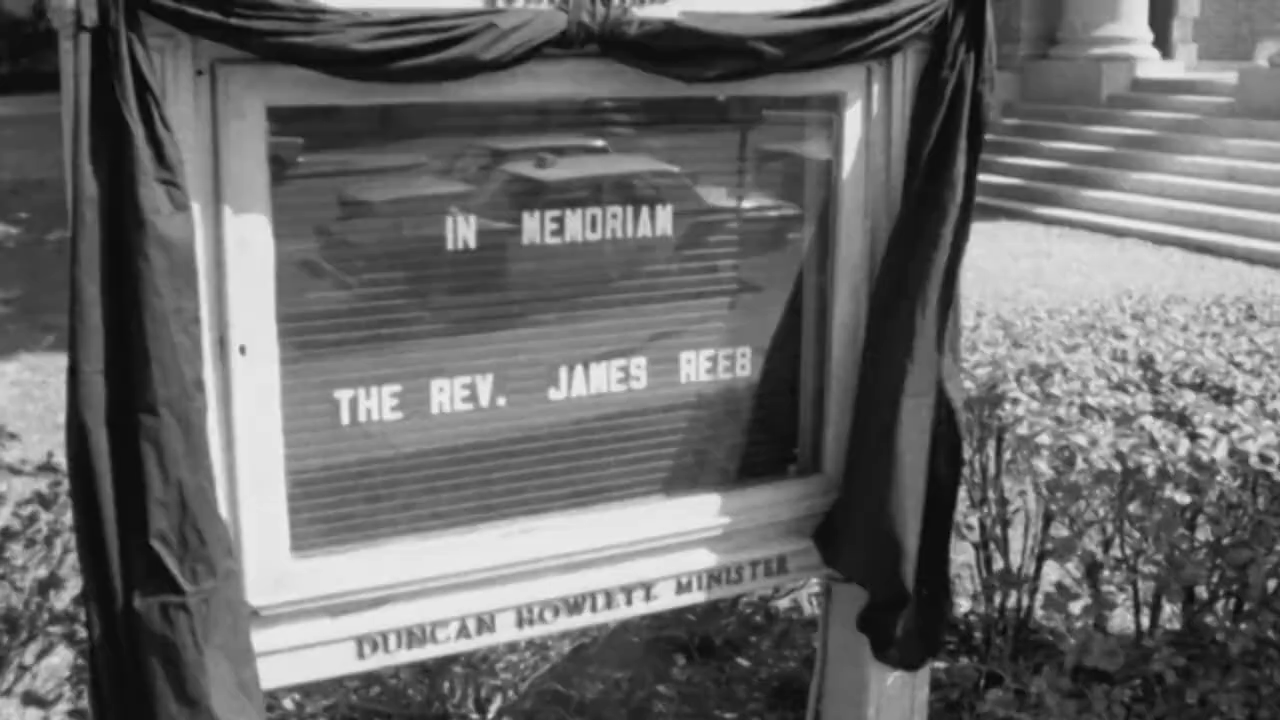 IN MEMORIAM
THE REV. JAMES REEB
DUNCAN HOWLETT, MINISTER